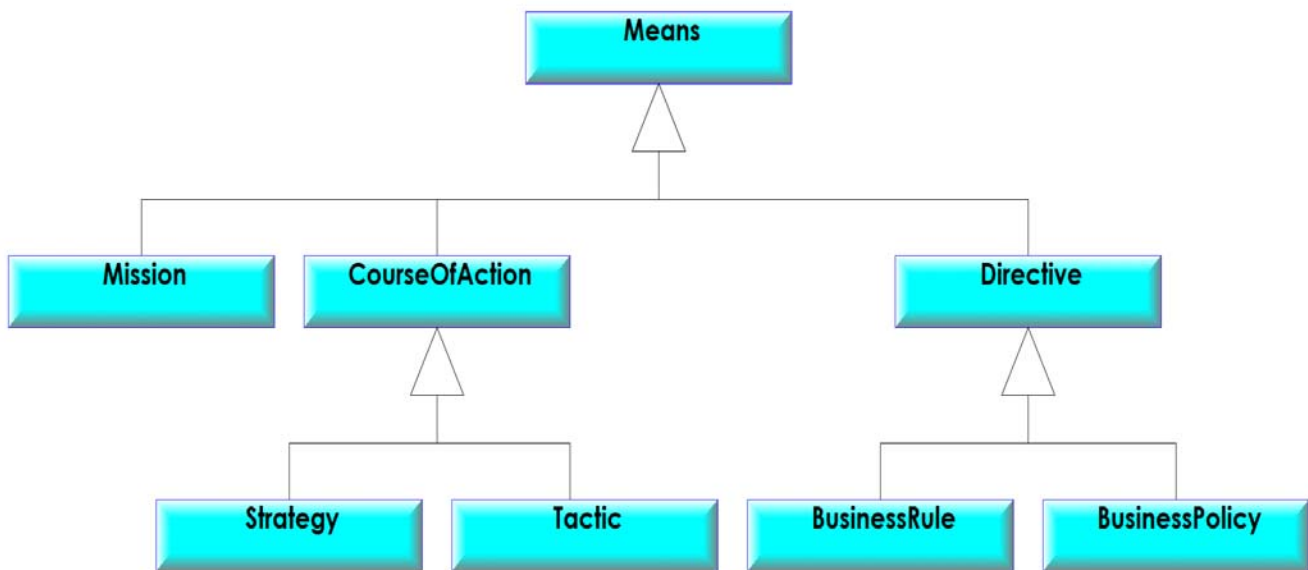 Means
Mission
CourseOfAction
Directive
Strategy
Tactic
BusinessRule
BusinessPolicy